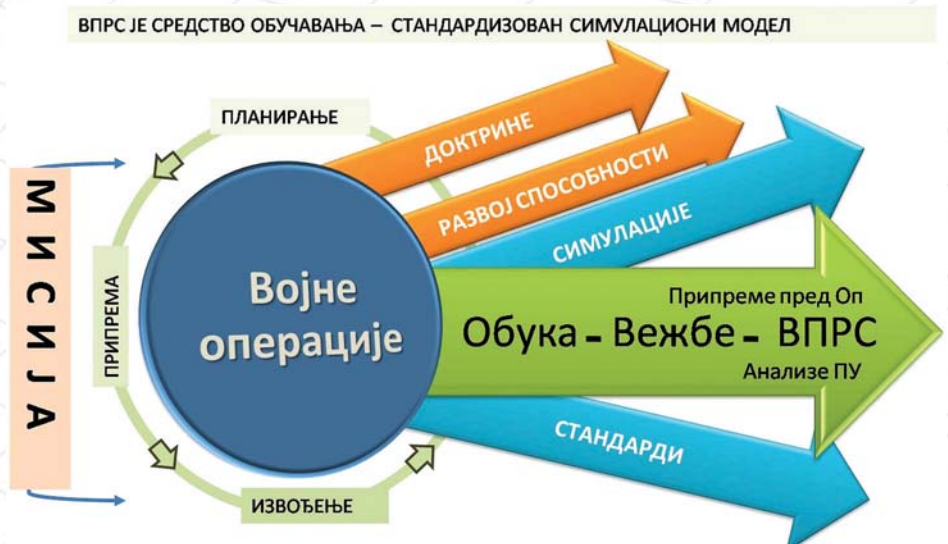 ВПРС ЈЕ СРЕДСТВО ОБУЧАВАЊА – СТАНДАРДИЗОВАН СИМУЛАЦИОНИ МОДЕЛ
МИСИЈА
ПЛАНИРАЊЕ
ПРИПРЕМА
ИЗВОЂЕЊЕ
Војне
операције
ДОКТРИНЕ
РАЗВОЈ СПОСОБНОСТИ
СИМУЛАЦИЈЕ
Припреме пред Оп
Обука - Вежбе - ВПРС
Анализе ПУ
СТАНДАРДИ